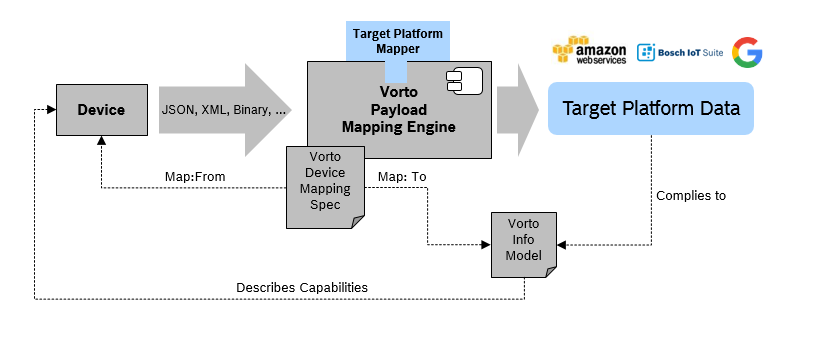 Target Platform
Mapper
amazon
webservices
Bosch IoT Suite
Device
JSON, XML, Binary, ...
Vorto
Payload
Mapping Engine
Target Platform Data
Vorto
Device
Mapping
Spec
Map:From
Map: To
Complies to
Vorto
Info
Model
Describes Capabilities